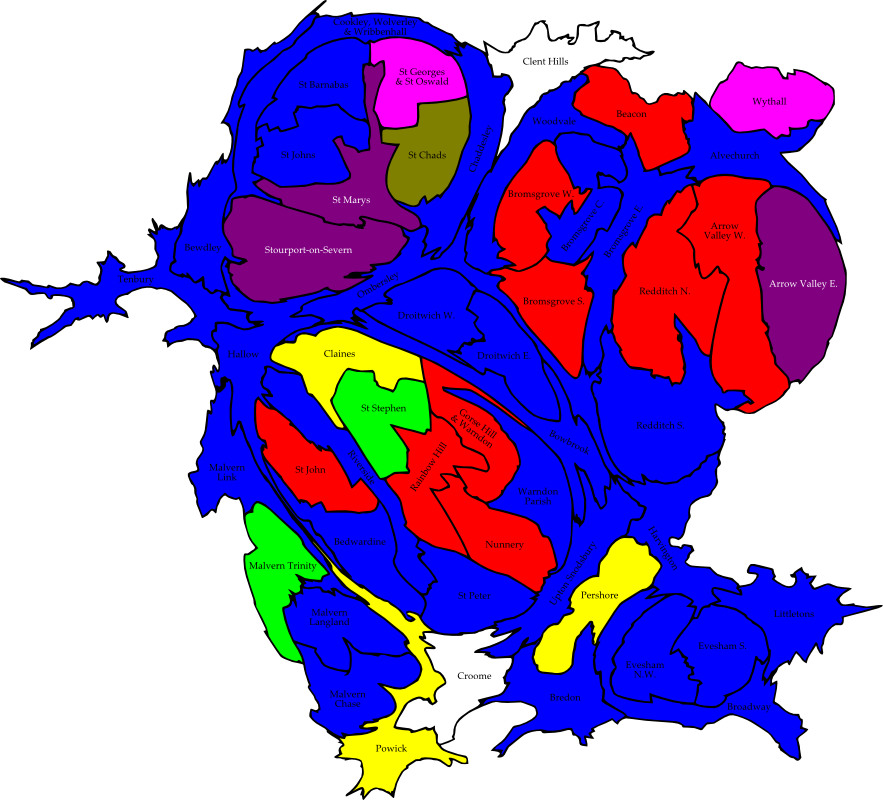 Cookley, Wolverley
& Wribbenhall
Clent Hills
St Georges
& St Oswald
St Barnabas
Wythall
Beacon
Woodvale
Chaddesley
St Johns
St Chads
Alvechurch
Bromsgrove W.
St Marys
Bromsgrove C.
Bromsgrove E.
Arrow
Valley W.
Bewdley
Stourport-on-Severn
Tenbury
Ombersley
Redditch N.
Arrow Valley E.
Bromsgrove S.
Droitwich W.
Hallow
Claines
Droitwich E.
St Stephen
Gorse Hill
& Warndon
Redditch S.
Malvern
Link
St John
Riverside
Rainbow Hill
Warndon
Parish
Bedwardine
Nunnery
Harvington
Malvern Trinity
Upton Snodsbury
Pershore
St Peter
Malvern
Langland
Littletons
Evesham S.
Evesham
N.W.
Croome
Malvern
Chase
Bredon
Broadway
Powick